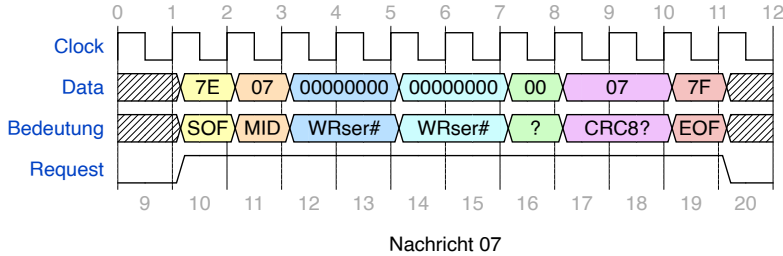 0 1 2 3 4 5 6 7 8 9 10 11 12
Clock
Data 7E 07 00000000 00000000 00 07 7F
Bedeutung SOF MID WRser# WRser# ? CRC8? EOF
Request
9 10 11 12 13 14 15 16 17 18 19 20
Nachricht 07